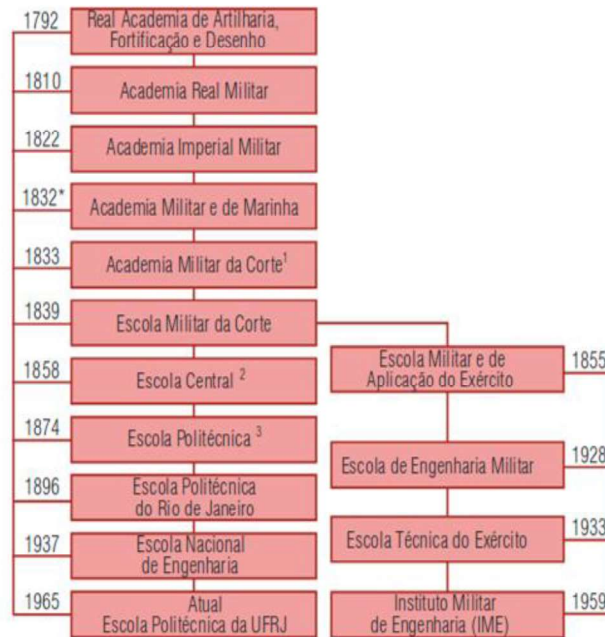 1792
Real Academia de Artilharia,
Fortificação e Desenho
1810
Academia Real Militar
1822
Academia Imperial Militar
1832*
Academia Militar e de Marinha
1833
Academia Militar da Corte¹
1839
Escola Militar da Corte
1858
Escola Central ²
1874
Escola Politécnica ³
1896
Escola Politécnica
do Rio de Janeiro
1937
Escola Nacional
de Engenharia
1965
Atual
Escola Politécnica da UFRJ
Escola Militar e de
Aplicação do Exército
1855
Escola de Engenharia Militar
1928
Escola Técnica do Exército
1933
Instituto Militar
de Engenharia (IME)
1959